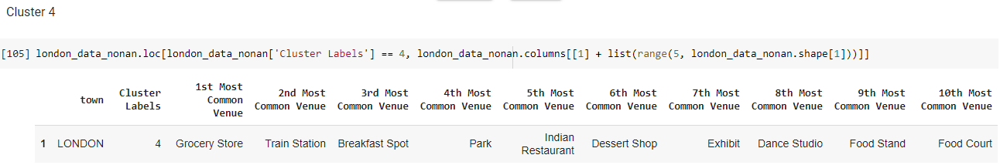 Cluster 4
[105] london_data_nonan.loc[london_data_nonan['Cluster Labels'] == 4, london_data_nonan.columns[[1] + list(range(5, london_data_nonan.shape[1]))]]
town Cluster Labels 1st Most Common Venue 2nd Most Common Venue 3rd Most Common Venue 4th Most Common Venue 5th Most Common Venue 6th Most Common Venue 7th Most Common Venue 8th Most Common Venue 9th Most Common Venue 10th Most Common Venue
1 LONDON 4 Grocery Store Train Station Breakfast Spot Park Indian Restaurant Dessert Shop Exhibit Dance Studio Food Stand Food Court